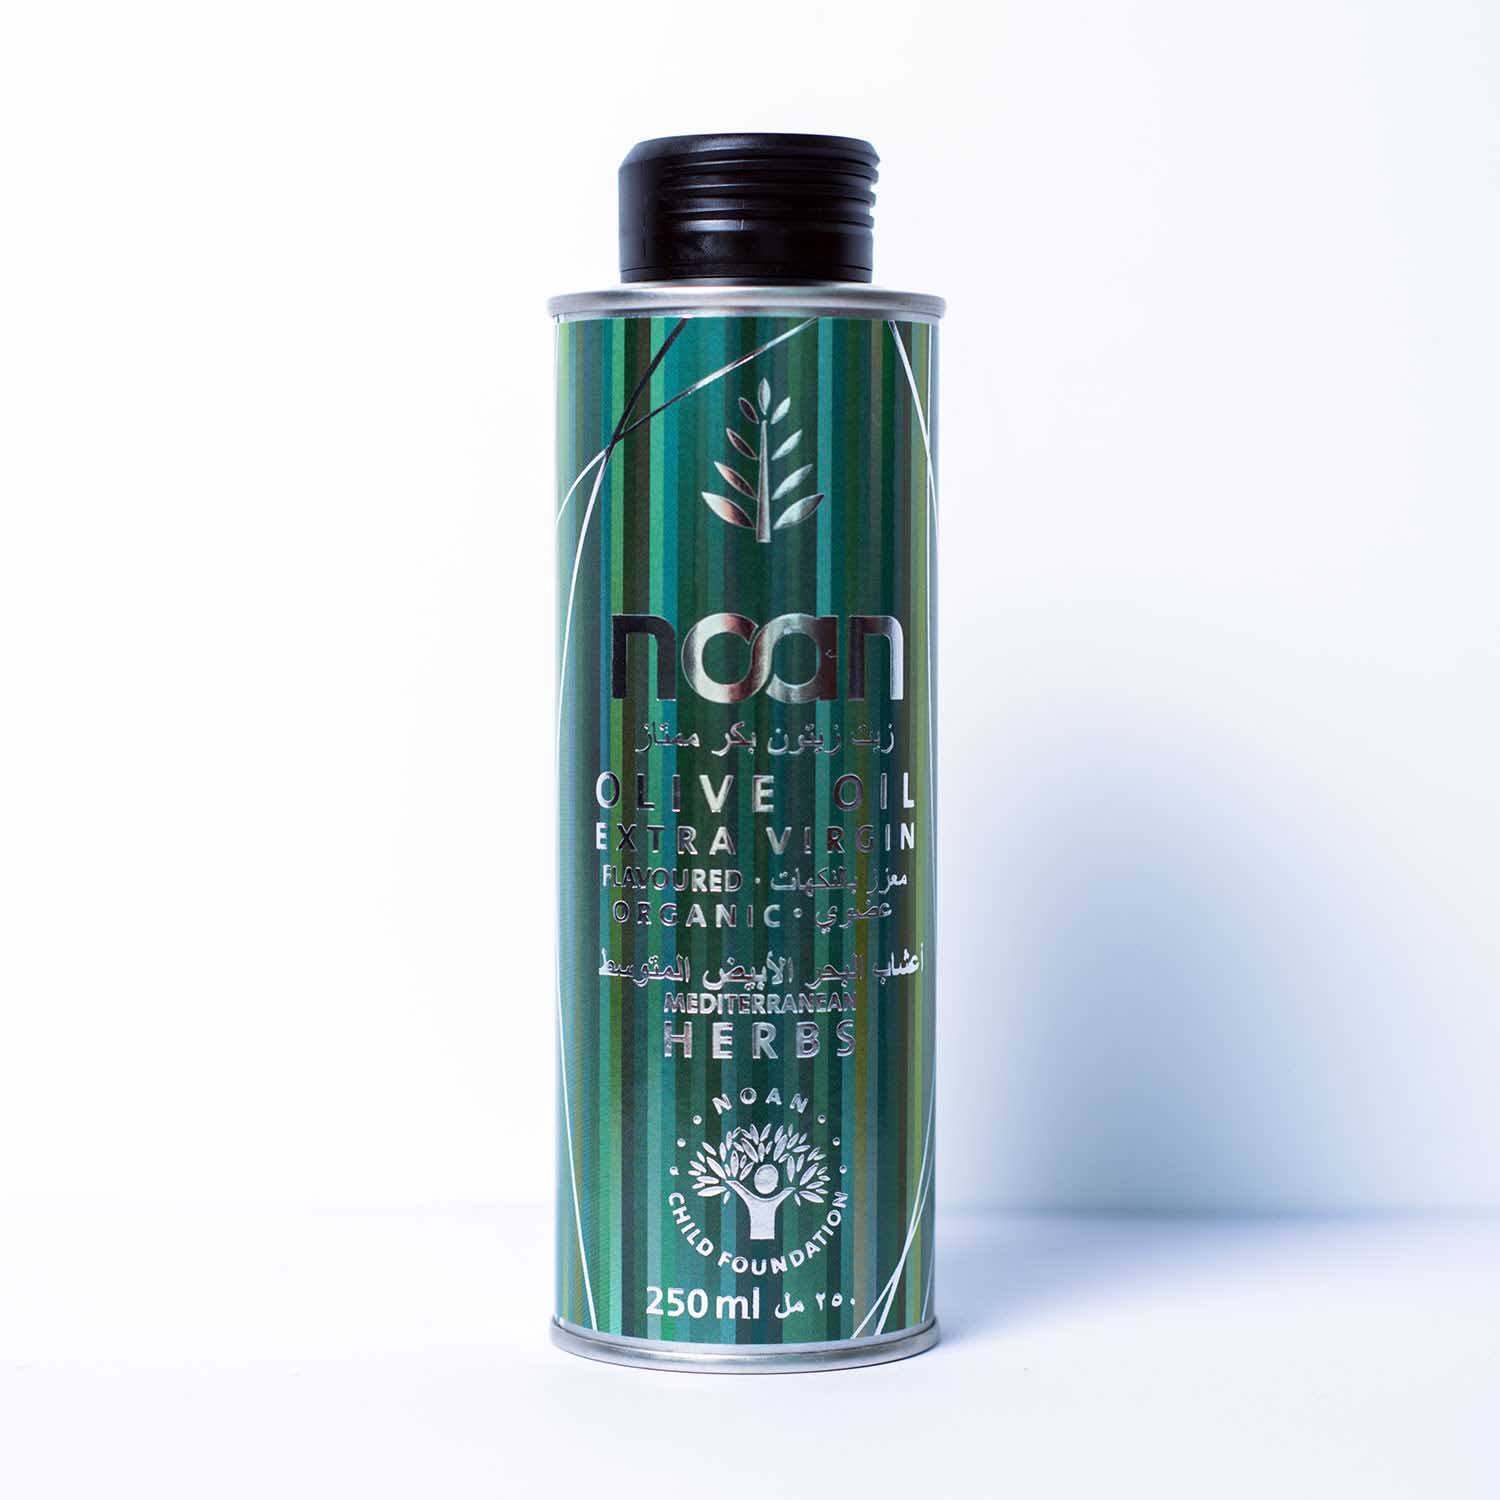 noan
زيت زيتون بكر ممتاز
OLIVE OIL
EXTRA VIRGIN
FLAVOURED · معزز بالنكهات
ORGANIC · عضوي
أعشاب البحر الأبيض المتوسط
MEDITERRANEAN
HERBS
NOAN
CHILD FOUNDATION
250 ml ٢٥٠ مل